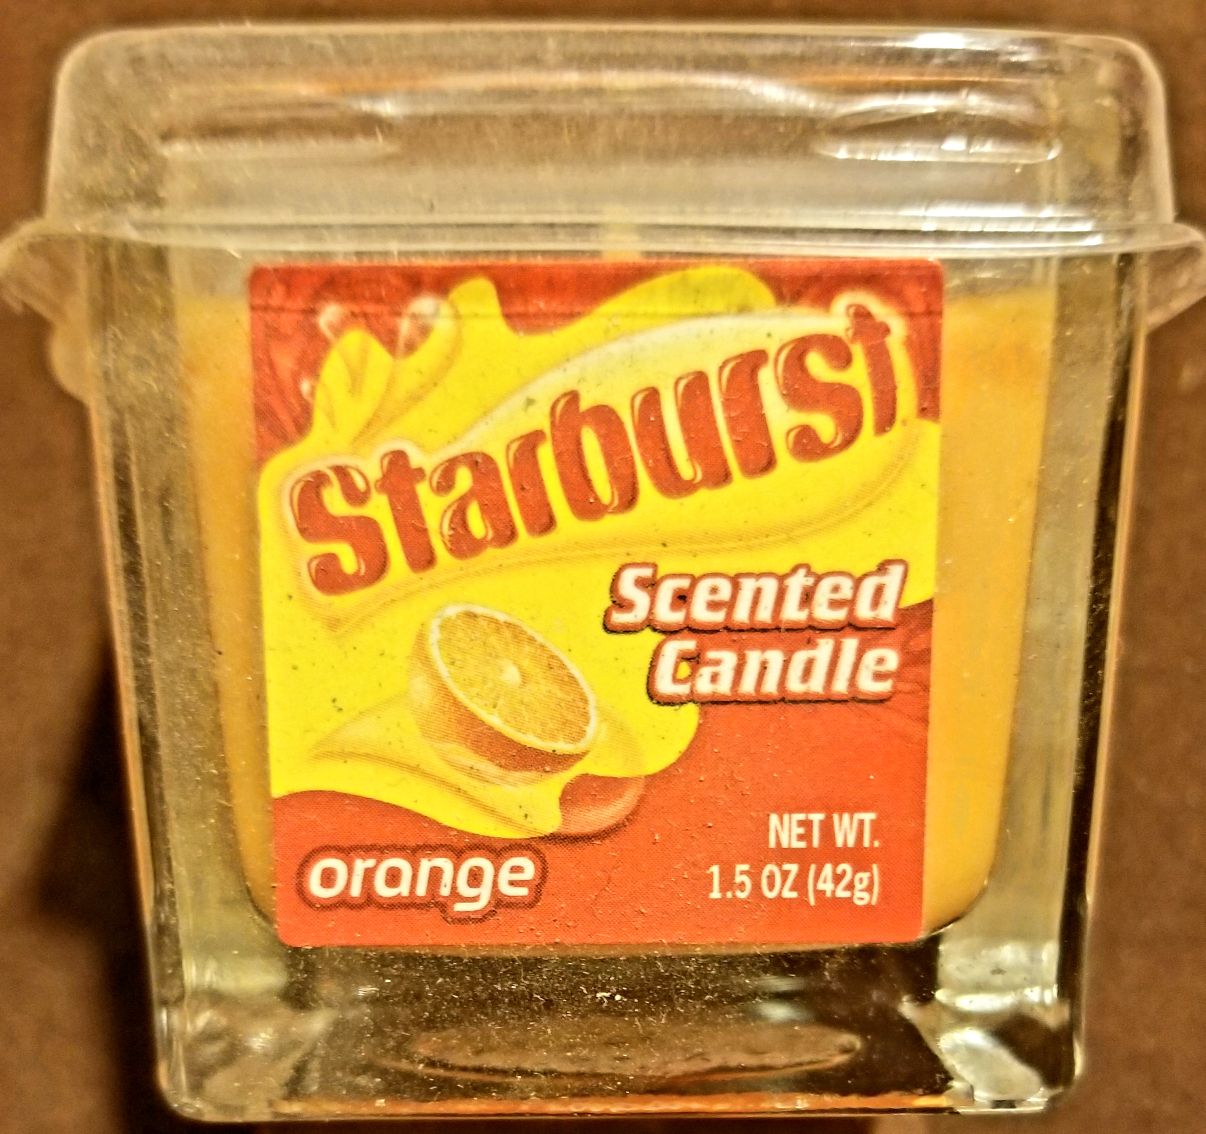 Starburst
Scented
Candle
orange
NET WT.
1.5 OZ (42g)